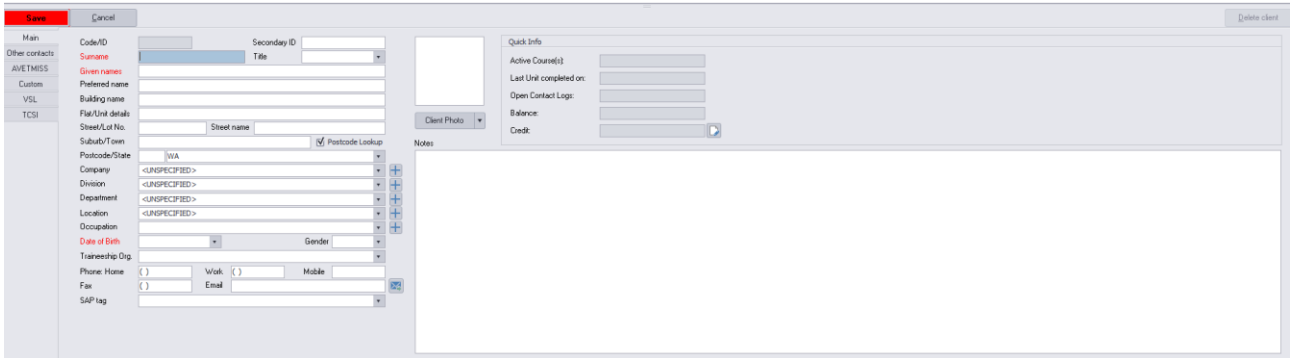 Save Cancel Delete client
Main
Other contacts
AVETMISS
Custom
VSL
TCSI
Code/ID Secondary ID
Surname Title
Given names
Preferred name
Building name
Flat/Unit details
Street/Lot No. Street name
Suburb/Town Postcode Lookup
Postcode/State WA
Company <UNSPECIFIED>
Division <UNSPECIFIED>
Department <UNSPECIFIED>
Location <UNSPECIFIED>
Occupation
Date of Birth Gender
Traineeship Org.
Phone: Home ( ) Work ( ) Mobile
Fax ( ) Email
SAP tag
Client Photo
Quick Info
Active Course(s):
Last Unit completed on:
Open Contact Logs:
Balance:
Credit:
Notes